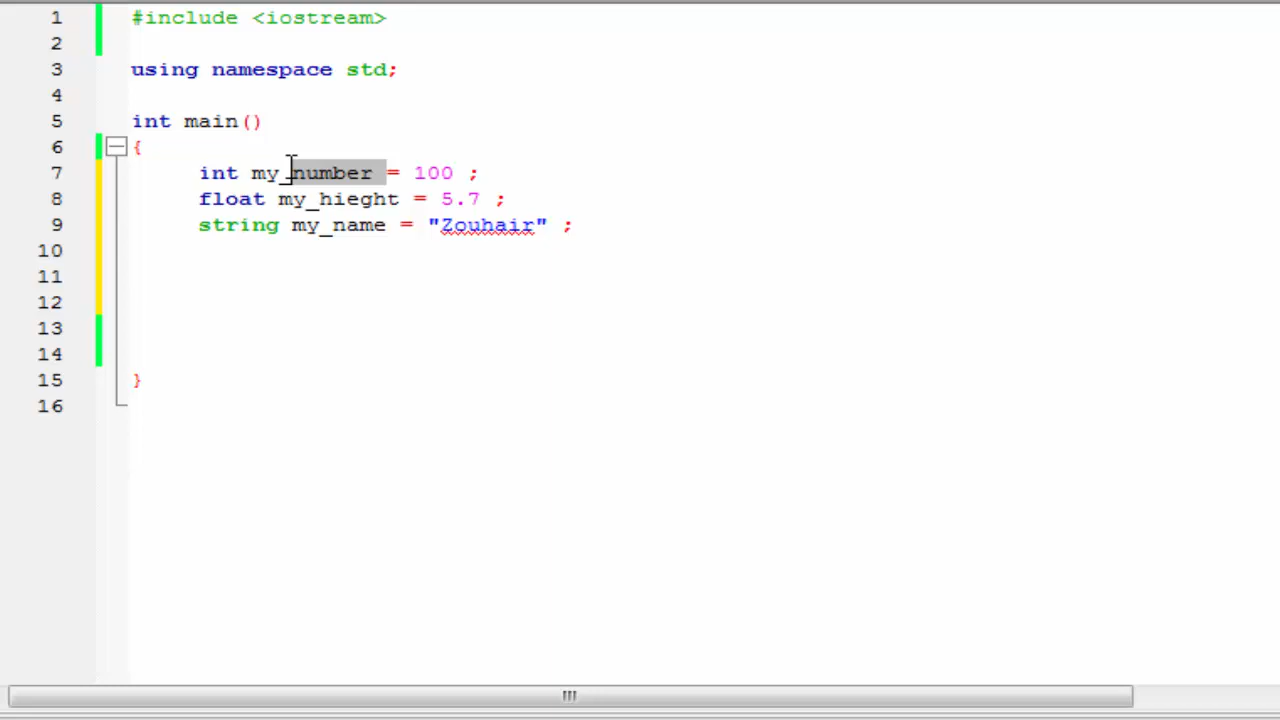 1 #include <iostream>
2
3 using namespace std;
4
5 int main()
6 {
7 int my_number = 100 ;
8 float my_hieght = 5.7 ;
9 string my_name = "Zouhair" ;
10
11
12
13
14
15 }
16